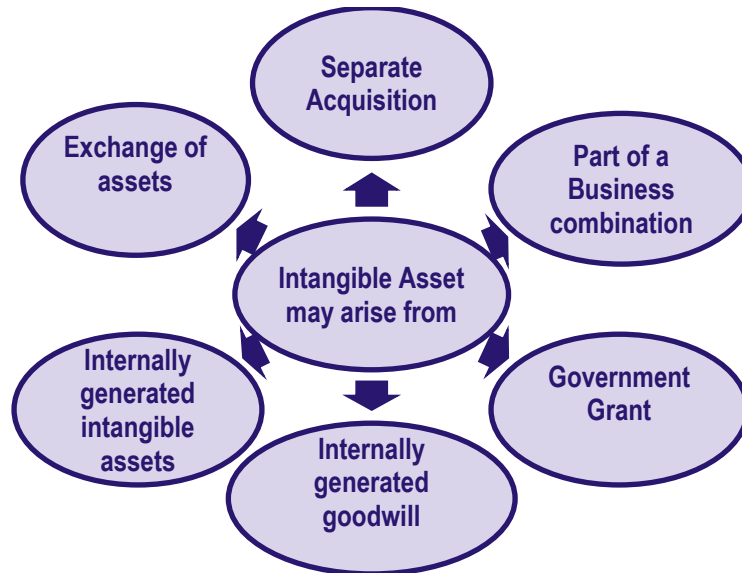 Separate
Acquisition
Exchange of
assets
Part of a
Business
combination
Intangible Asset
may arise from
Internally
generated
intangible
assets
Government
Grant
Internally
generated
goodwill